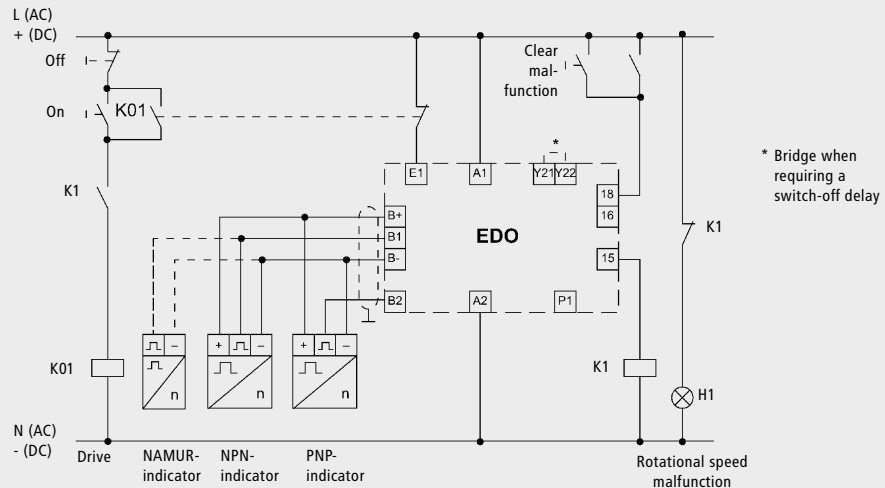 L (AC)
+ (DC)
Off
On
K01
K1
K01
N (AC)
- (DC)
Drive
NAMUR-
indicator
NPN-
indicator
PNP-
indicator
– n
+ – n
+ – n
E1
A1
*
Y21 Y22
B+
B1
B-
B2
EDO
18
16
15
A2
P1
Clear
mal-
function
K1
K1
H1
Rotational speed
malfunction
* Bridge when
requiring a
switch-off delay